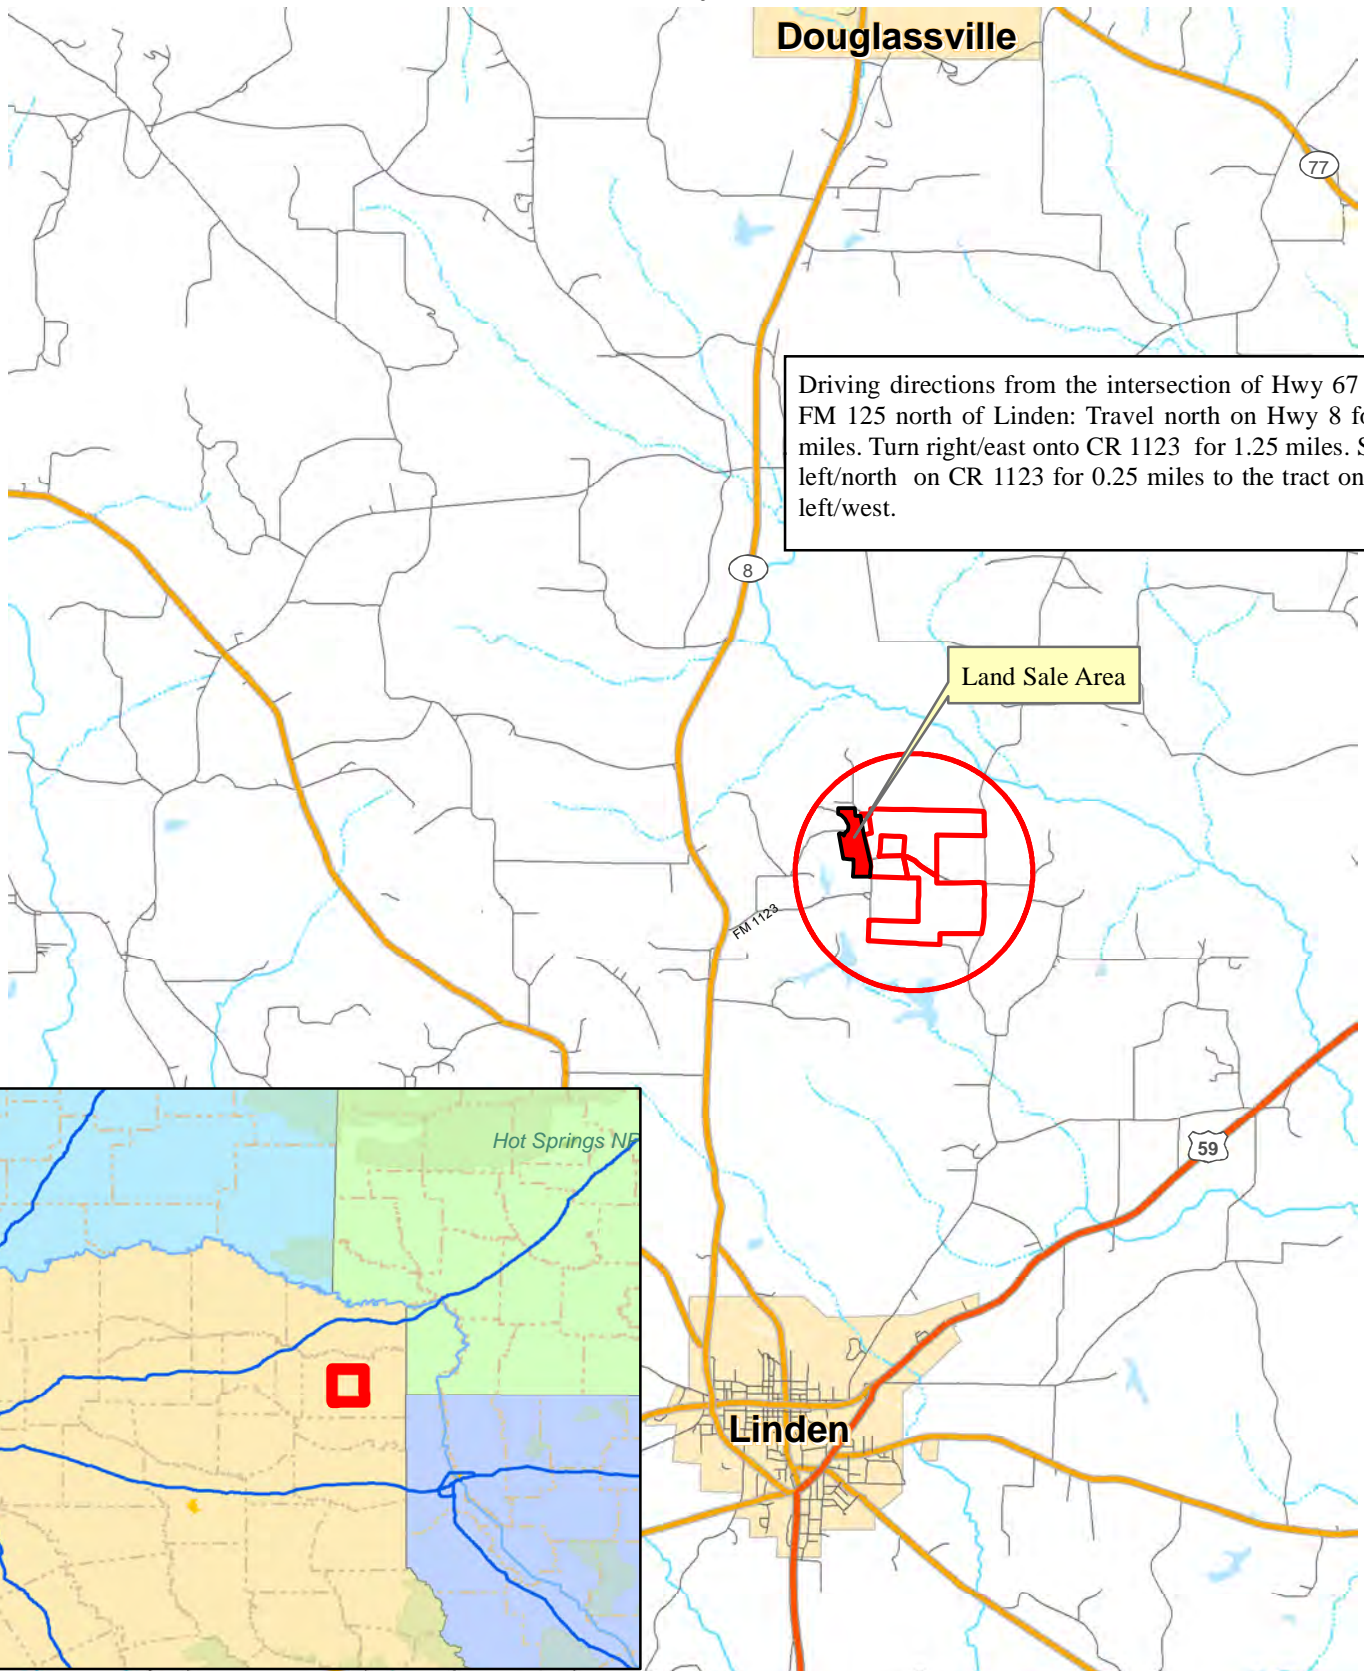 Douglassville
77
Driving directions from the intersection of Hwy 67
FM 125 north of Linden: Travel north on Hwy 8 fo
miles. Turn right/east onto CR 1123 for 1.25 miles. S
left/north on CR 1123 for 0.25 miles to the tract on
left/west.
8
Land Sale Area
FM 1123
Hot Springs NP
59
Linden